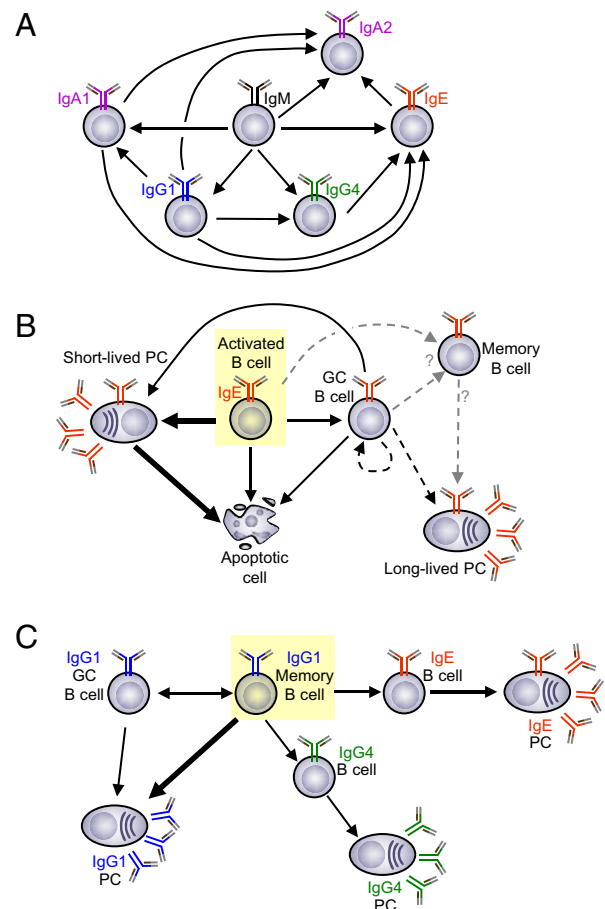 A
IgA2
IgA1
IgM
IgE
IgG1
IgG4
B
Activated
B cell
Short-lived PC
IgE
GC
B cell
?
Memory
B cell
?
Apoptotic
cell
Long-lived PC
C
IgG1
GC
B cell
IgG1
Memory
B cell
IgE
B cell
IgE
PC
IgG4
B cell
IgG1
PC
IgG4
PC